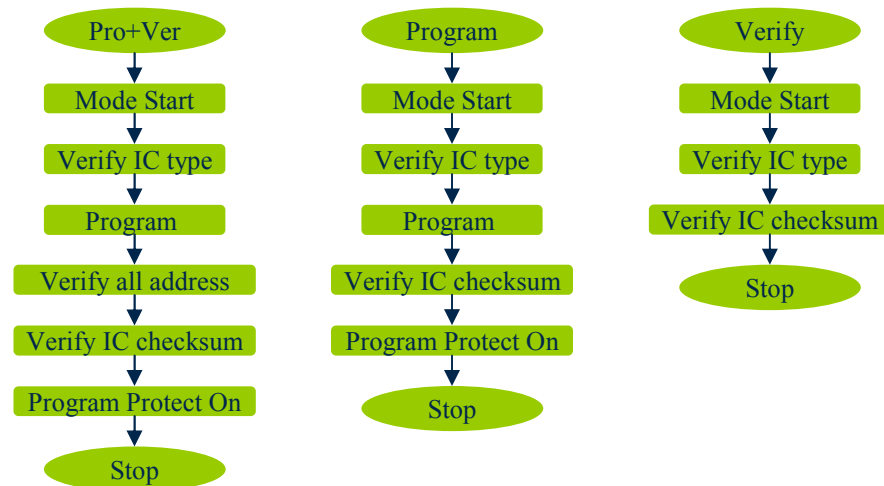 Pro+Ver
Mode Start
Verify IC type
Program
Verify all address
Verify IC checksum
Program Protect On
Stop
Program
Mode Start
Verify IC type
Program
Verify IC checksum
Program Protect On
Stop
Verify
Mode Start
Verify IC type
Verify IC checksum
Stop